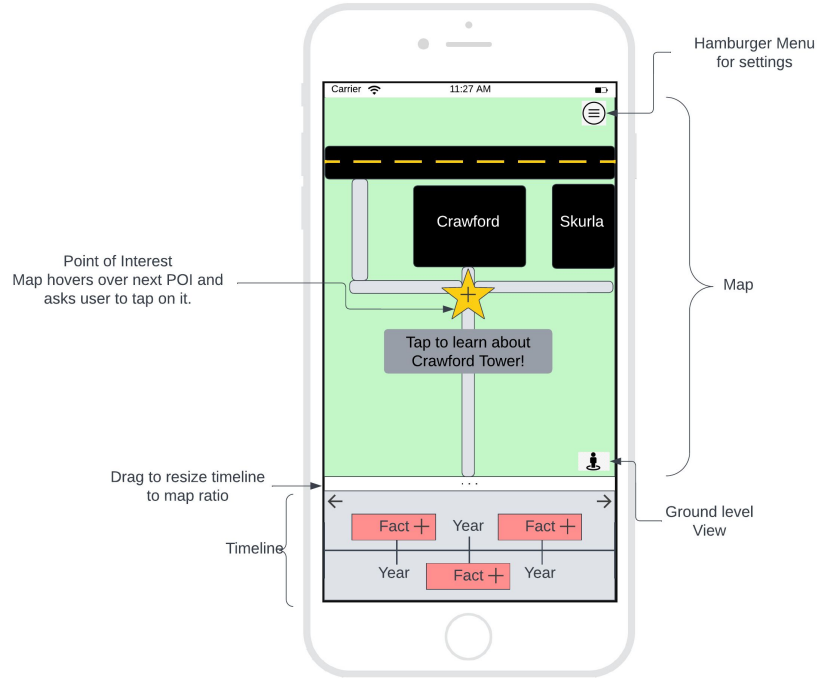 Hamburger Menu
for settings
Carrier
11:27 AM
Crawford
Skurla
Point of Interest
Map hovers over next POI and
asks user to tap on it.
Map
Tap to learn about
Crawford Tower!
Drag to resize timeline
to map ratio
. . .
Ground level
View
Timeline
Fact
Year
Fact
Year
Fact
Year